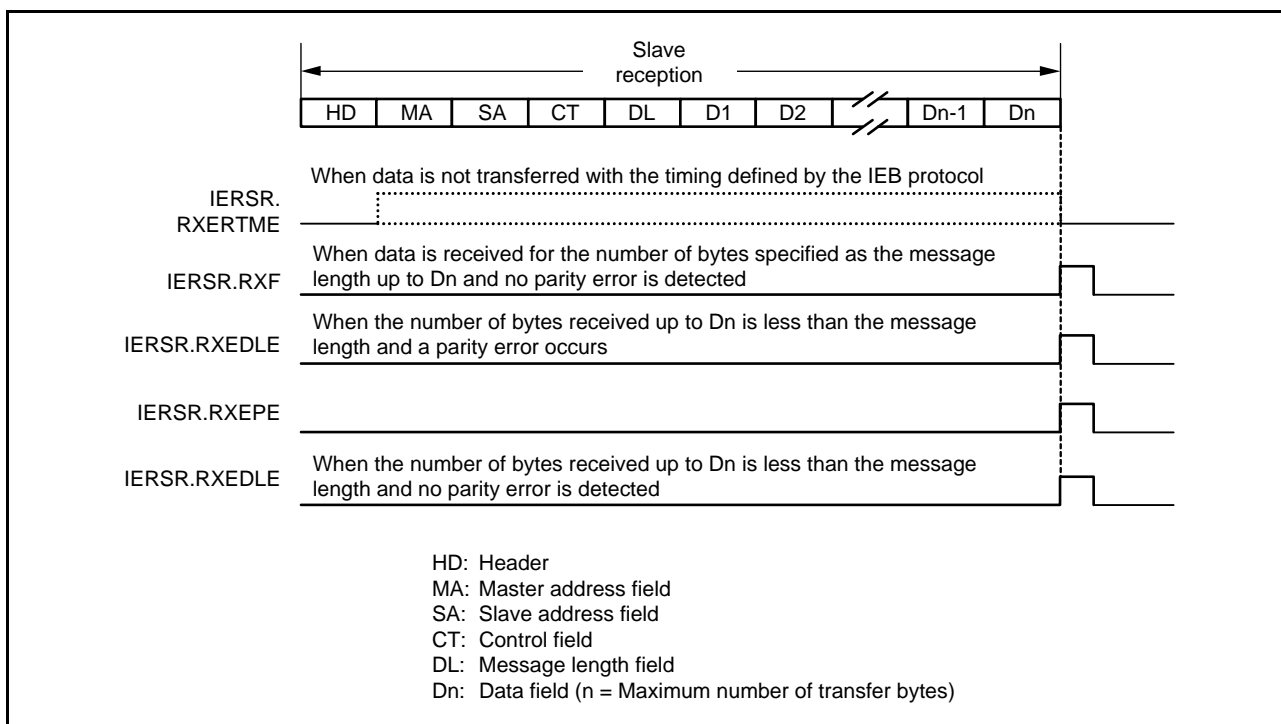 Slave
reception
HD MA SA CT DL D1 D2 Dn-1 Dn
When data is not transferred with the timing defined by the IEB protocol
IERSR.
RXERTME
When data is received for the number of bytes specified as the message
length up to Dn and no parity error is detected
IERSR.RXF
When the number of bytes received up to Dn is less than the message
length and a parity error occurs
IERSR.RXEDLE
IERSR.RXEPE
When the number of bytes received up to Dn is less than the message
length and no parity error is detected
IERSR.RXEDLE
HD: Header
MA: Master address field
SA: Slave address field
CT: Control field
DL: Message length field
Dn: Data field (n = Maximum number of transfer bytes)